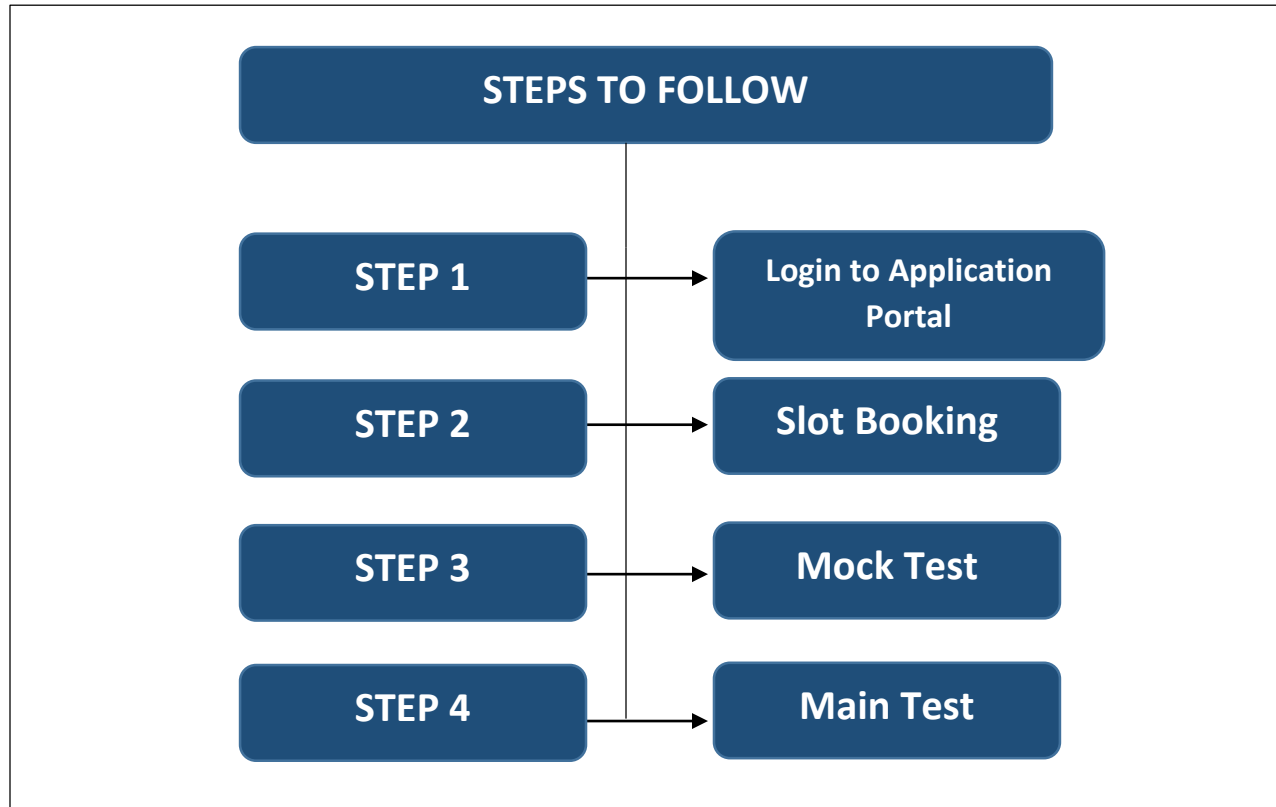 STEPS TO FOLLOW
STEP 1
Login to Application
Portal
STEP 2
Slot Booking
STEP 3
Mock Test
STEP 4
Main Test